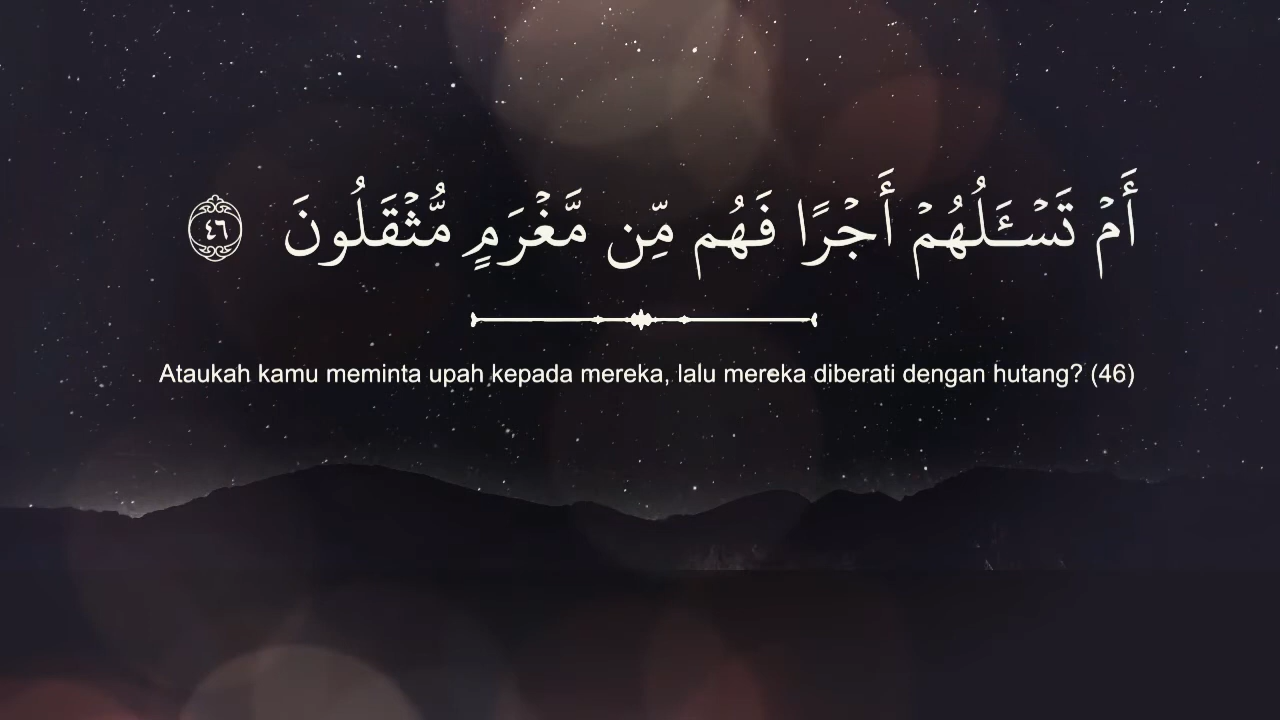 أَمۡ تَسۡـَٔلُهُمۡ أَجۡرًا فَهُم مِّن مَّغۡرَمٍ مُّثۡقَلُونَ ٤٦
Ataukah kamu meminta upah kepada mereka, lalu mereka diberati dengan hutang? (46)